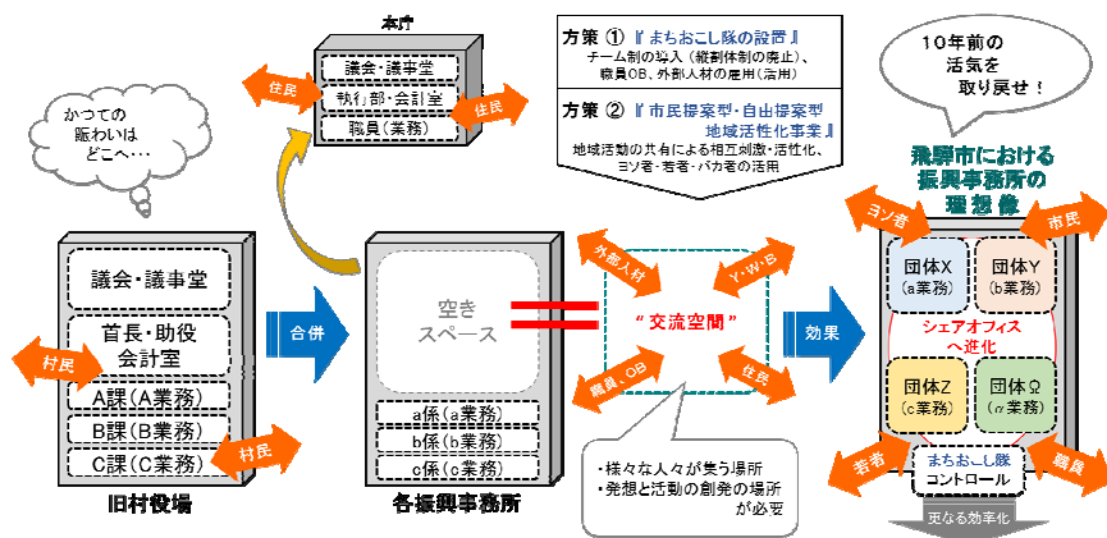 本庁
議会・議事堂
執行部・会計室
職員(業務)
住民
住民
かつての
賑わいは
どこへ・・・
方策 ① 『 まちおこし隊の設置 』
チーム制の導入(縦割体制の廃止)、
職員OB、外部人材の雇用(活用)
方策 ② 『 市民提案型・自出提案型
地域活性化事業 』
地域活動の共有による相互刺激・活性化、
ヨソ者・若者・バカ者の活用
10年前の
活気を
取り戻せ！
飛騨市における
振興事務所の
理想像
議会・議事堂
首長・助役
会計室
A課(A業務)
B課(B業務)
C課(C業務)
村民
村民
旧村役場
合併
空き
スペース
a係(a業務)
b係(b業務)
c係(c業務)
各振興事務所
外部人材
Y・W・B
“交流空間”
職員、OB
住民
・様々な人々が集う場所
・発想と活動の創発の場所
が必要
効果
ヨソ者
市民
団体X
(a業務)
団体Y
(b業務)
シェアオフィス
へ進化
団体Z
(c業務)
団体Ω
(α業務)
若者
職員
まちおこし隊
コントロール
更なる効率化